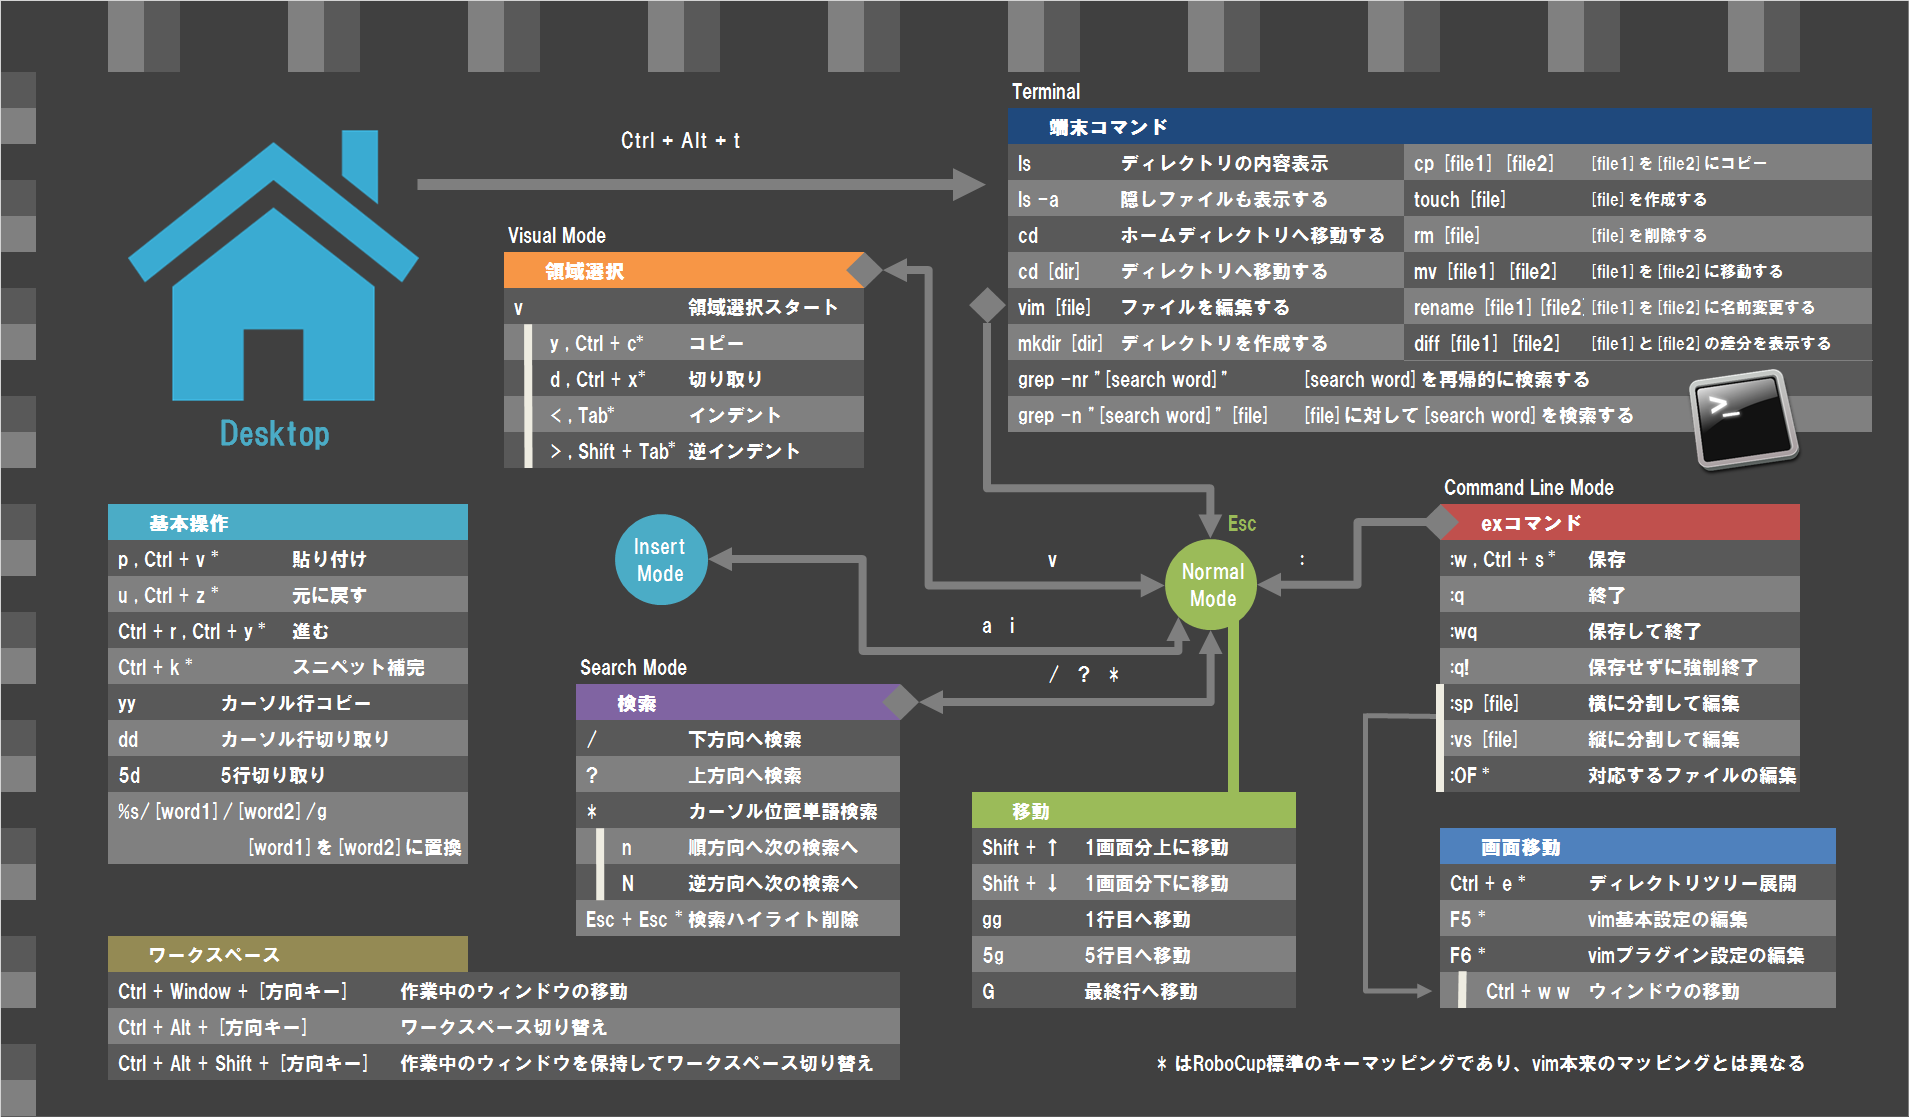 Terminal
端末コマンド
ls ディレクトリの内容表示
ls -a 隠しファイルも表示する
cd ホームディレクトリへ移動する
cd [dir] ディレクトリへ移動する
vim [file] ファイルを編集する
mkdir [dir] ディレクトリを作成する
cp [file1] [file2] [file1]を[file2]にコピー
touch [file] [file]を作成する
rm [file] [file]を削除する
mv [file1] [file2] [file1]を[file2]に移動する
rename [file1] [file2] [file1]を[file2]に名前変更する
diff [file1] [file2] [file1]と[file2]の差分を表示する
grep -nr "[search word]" [search word]を再帰的に検索する
grep -n "[search word]" [file] [file]に対して[search word]を検索する
Ctrl + Alt + t
Desktop
Visual Mode
領域選択
v 領域選択スタート
y , Ctrl + c* コピー
d , Ctrl + x* 切り取り
< , Tab* インデント
> , Shift + Tab* 逆インデント
基本操作
p , Ctrl + v * 貼り付け
u , Ctrl + z * 元に戻す
Ctrl + r , Ctrl + y * 進む
Ctrl + k * スニペット補完
yy カーソル行コピー
dd カーソル行切り取り
5d 5行切り取り
%s/[word1]/[word2]/g
[word1]を[word2]に置換
Insert
Mode
Esc
Normal
Mode
v
:
a i
/ ? *
Search Mode
検索
/ 下方向へ検索
? 上方向へ検索
* カーソル位置単語検索
n 順方向へ次の検索へ
N 逆方向へ次の検索へ
Esc + Esc * 検索ハイライト削除
Command Line Mode
exコマンド
:w , Ctrl + s * 保存
:q 終了
:wq 保存して終了
:q! 保存せずに強制終了
:sp [file] 横に分割して編集
:vs [file] 縦に分割して編集
:OF * 対応するファイルの編集
移動
Shift + ↑ 1画面分上に移動
Shift + ↓ 1画面分下に移動
gg 1行目へ移動
5g 5行目へ移動
G 最終行へ移動
画面移動
Ctrl + e * ディレクトリツリー展開
F5 * vim基本設定の編集
F6 * vimプラグイン設定の編集
Ctrl + w w ウィンドウの移動
ワークスペース
Ctrl + Window + [方向キー] 作業中のウィンドウの移動
Ctrl + Alt + [方向キー] ワークスペース切り替え
Ctrl + Alt + Shift + [方向キー] 作業中のウィンドウを保持してワークスペース切り替え
* はRoboCup標準のキーマッピングであり、vim本来のマッピングとは異なる